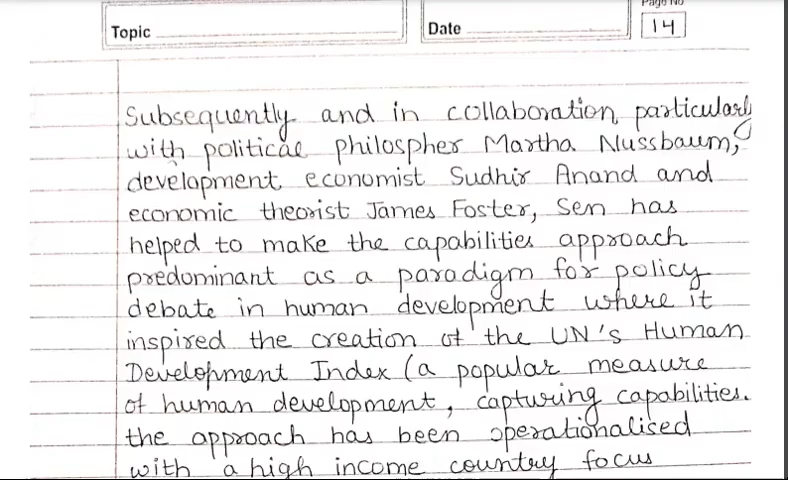 Page No
Topic
Date
14
Subsequently and in collaboration, particularly
with political philospher Martha Nussbaum,
development economist Sudhir Anand and
economic theorist James Foster, Sen has
helped to make the capabilities approach
predominant as a paradigm for policy
debate in human development where it
inspired the creation of the UN's Human
Development Index (a popular measure
of human development, capturing capabilities.
the approach has been operationalised
with a high income country focus